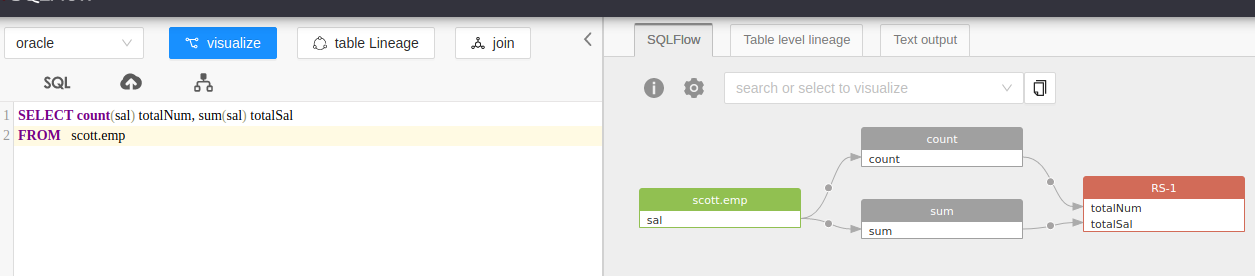 oracle
visualize
table Lineage
join
SQL
1 SELECT count(sal) totalNum, sum(sal) totalSal
2 FROM scott.emp
SQLFlow
Table level lineage
Text output
search or select to visualize
scott.emp
sal
count
count
sum
sum
RS-1
totalNum
totalSal